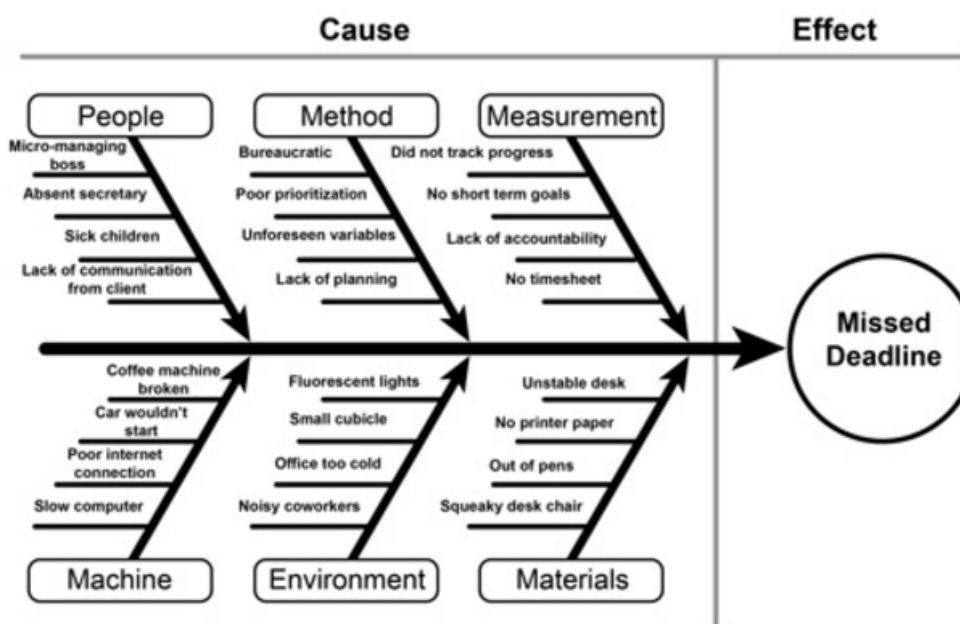 Cause
Effect
People
Method
Measurement
Micro-managing
boss
Absent secretary
Sick children
Lack of communication
from client
Bureaucratic
Poor prioritization
Unforeseen variables
Lack of planning
Did not track progress
No short term goals
Lack of accountability
No timesheet
Missed
Deadline
Coffee machine
broken
Car wouldn't
start
Poor internet
connection
Slow computer
Fluorescent lights
Small cubicle
Office too cold
Noisy coworkers
Unstable desk
No printer paper
Out of pens
Squeaky desk chair
Machine
Environment
Materials